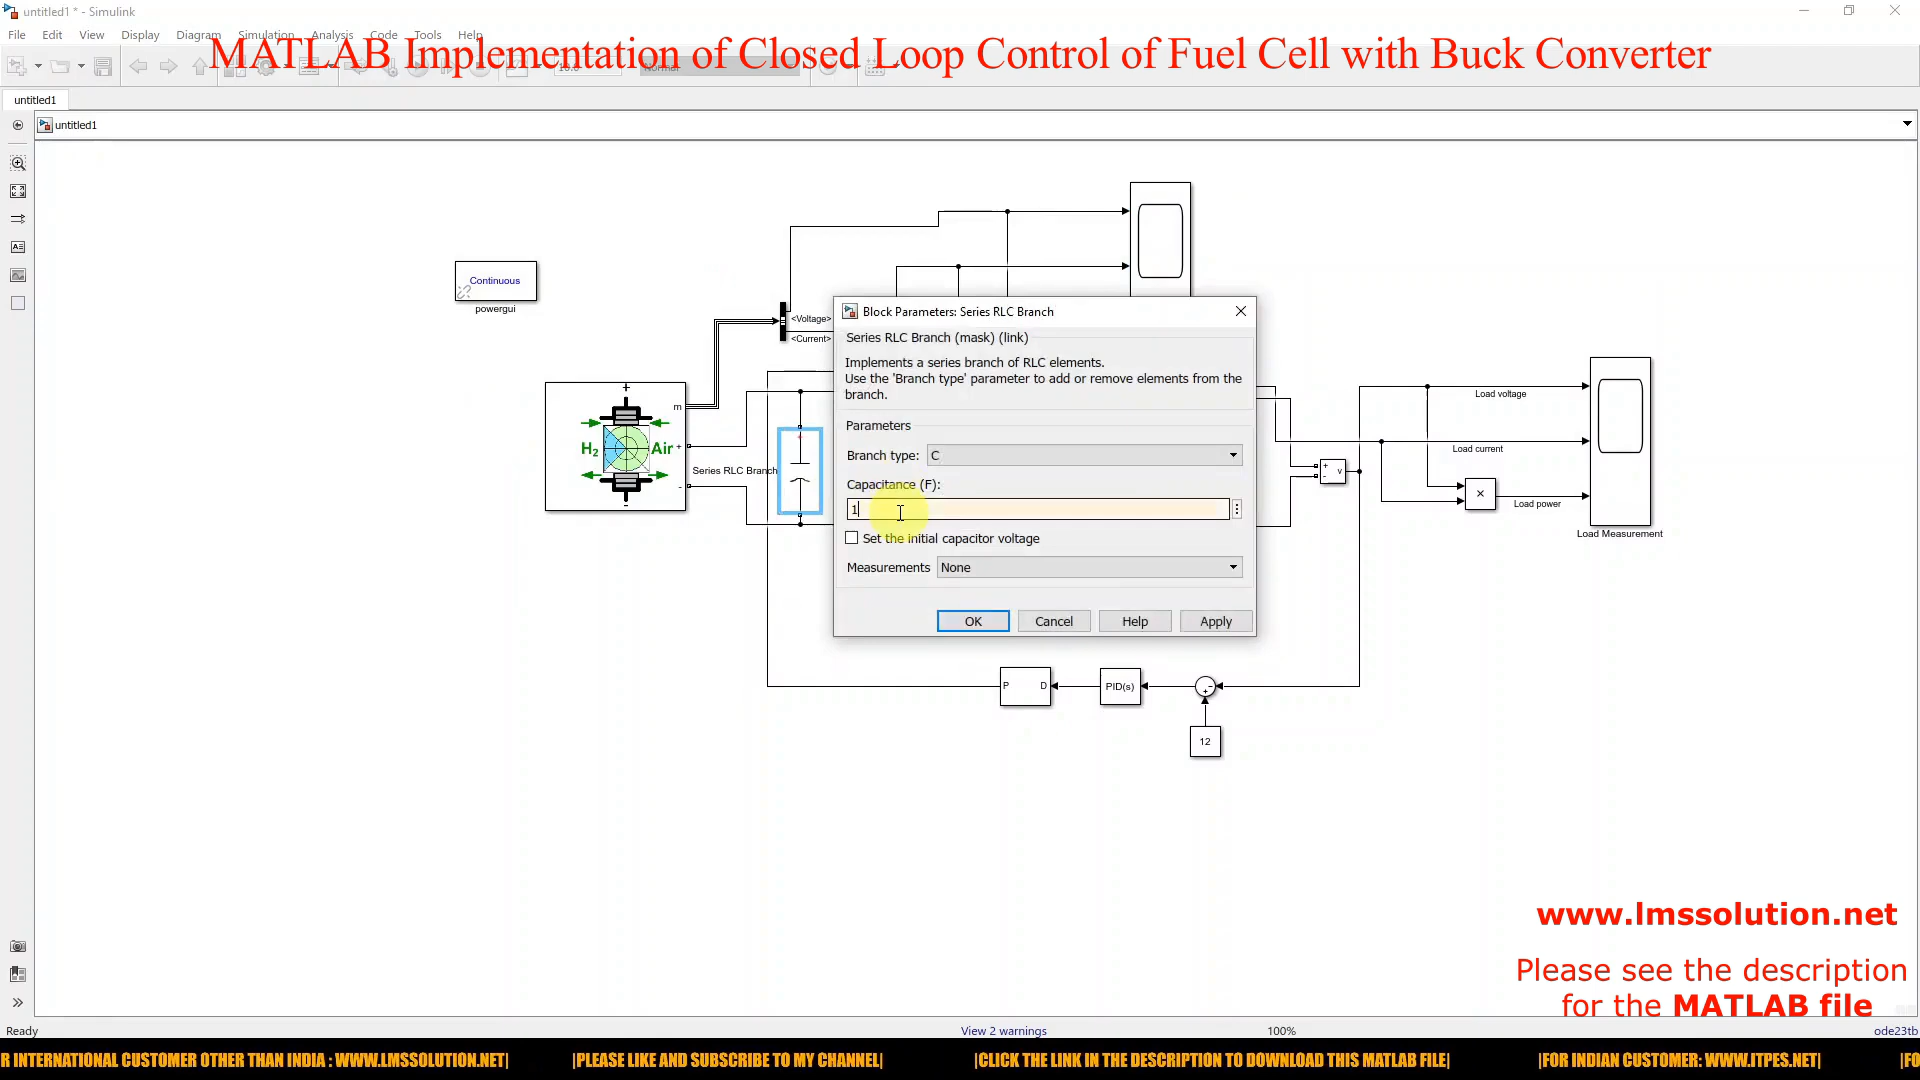 untitled1 * - Simulink
File Edit View Display Diagram Simulation Analysis Code Tools Help
MATLAB Implementation of Closed Loop Control of Fuel Cell with Buck Converter
untitled1
untitled1
Continuous
powergui
<Voltage>
<Current>
m
+
-
H2 Air
+
-
Series RLC Branch
Block Parameters: Series RLC Branch
Series RLC Branch (mask) (link)
Implements a series branch of RLC elements.
Use the 'Branch type' parameter to add or remove elements from the
branch.
Parameters
Branch type: C
Capacitance (F):
1
Set the initial capacitor voltage
Measurements None
OK Cancel Help Apply
Load voltage
Load current
+
-
v
×
Load power
Load Measurement
P D
PID(s)
12
www.lmssolution.net
Please see the description
for the MATLAB file
Ready View 2 warnings 100% ode23tb
R INTERNATIONAL CUSTOMER OTHER THAN INDIA : WWW.LMSSOLUTION.NET| |PLEASE LIKE AND SUBSCRIBE TO MY CHANNEL| |CLICK THE LINK IN THE DESCRIPTION TO DOWNLOAD THIS MATLAB FILE| |FOR INDIAN CUSTOMER: WWW.ITPES.NET| |FO